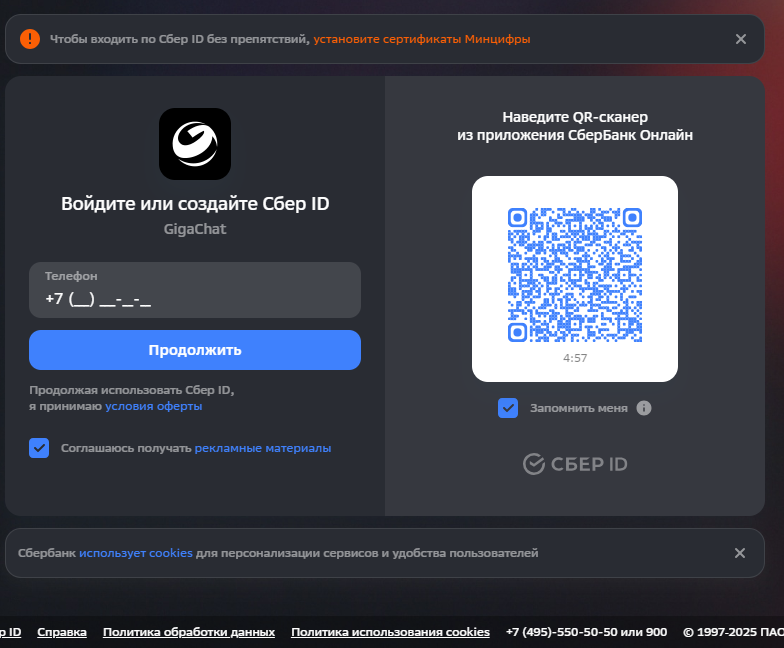 Чтобы входить по Сбер ID без препятствий, установите сертификаты Минцифры
Войдите или создайте Сбер ID
GigaChat
Телефон
+7 (__) __-_-_
Продолжить
Продолжая использовать Сбер ID,
я принимаю условия оферты
Соглашаюсь получать рекламные материалы
Наведите QR-сканер
из приложения СберБанк Онлайн
4:57
Запомнить меня
СБЕР ID
Сбербанк использует cookies для персонализации сервисов и удобства пользователей
р ID Справка Политика обработки данных Политика использования cookies +7 (495)-550-50-50 или 900 © 1997-2025 ПАО